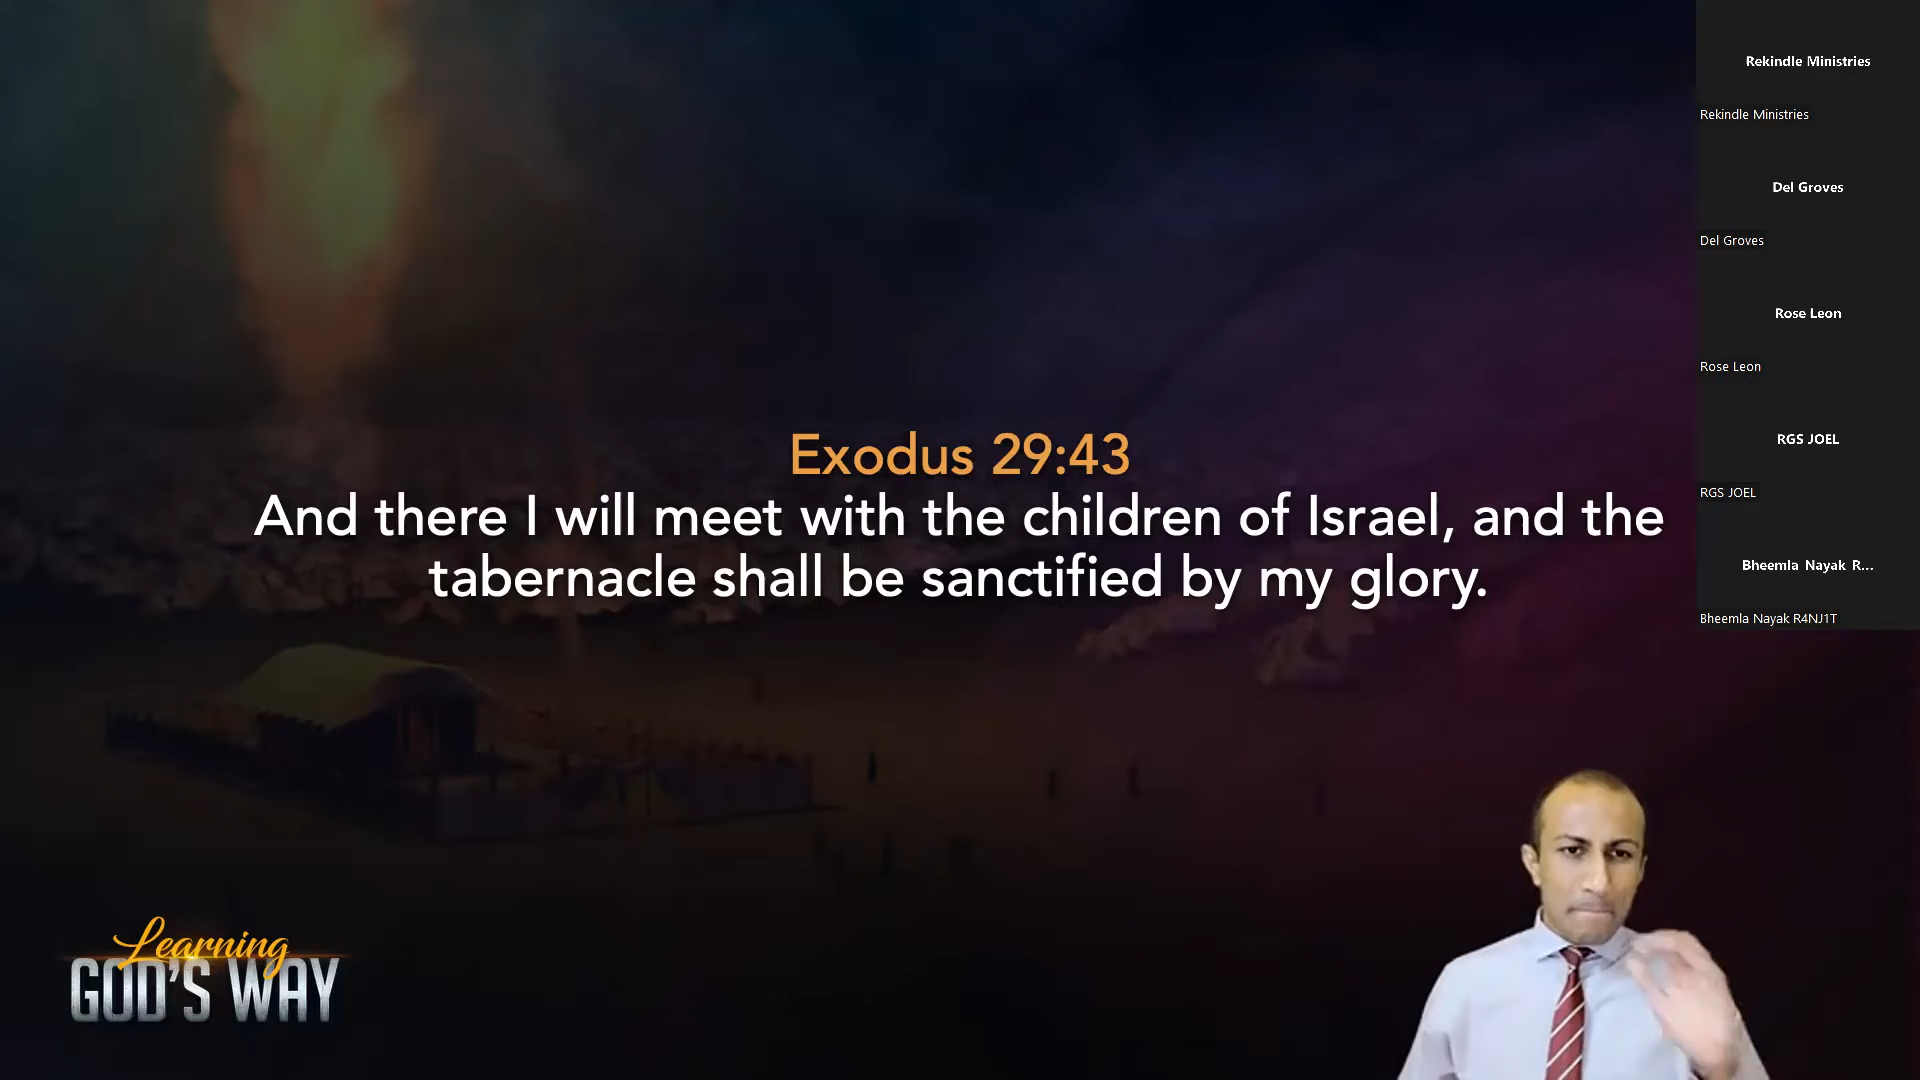 Exodus 29:43
And there I will meet with the children of Israel, and the
tabernacle shall be sanctified by my glory.
Learning
GOD'S WAY
Rekindle Ministries
Rekindle Ministries
Del Groves
Del Groves
Rose Leon
Rose Leon
RGS JOEL
RGS JOEL
Bheemla Nayak R...
Bheemla Nayak R4NJ1T